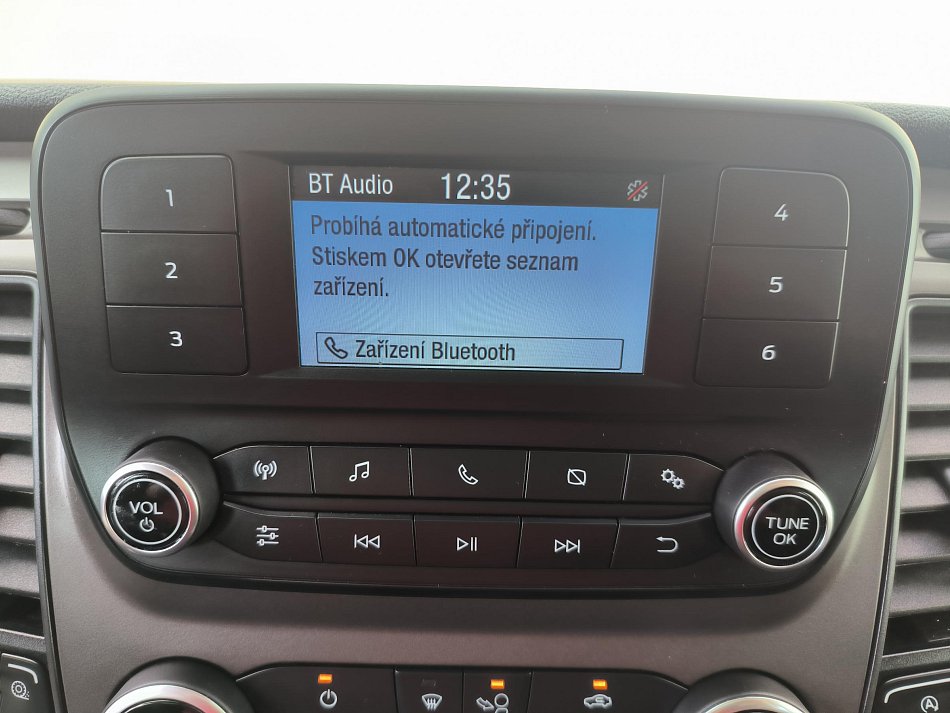 BT Audio 12:35
Probíhá automatické připojení.
Stiskem OK otevřete seznam
zařízení.
Zařízení Bluetooth
1
2
3
4
5
6
VOL
TUNE
OK
A